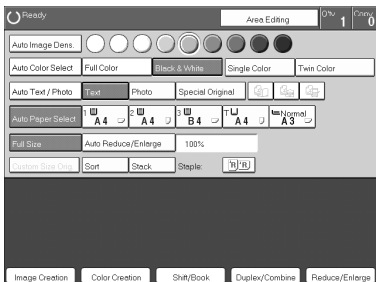 Ready Area Editing Q'ty 1 Copy 0
Auto Image Dens.
Auto Color Select Full Color Black & White Single Color Twin Color
Auto Text / Photo Text Photo Special Original
Auto Paper Select 1 A4 2 A4 3 B4 T A4 Normal A3
Full Size Auto Reduce/Enlarge 100%
Custom Size Orig. Sort Stack Staple: R R
Image Creation Color Creation Shift/Book Duplex/Combine Reduce/Enlarge